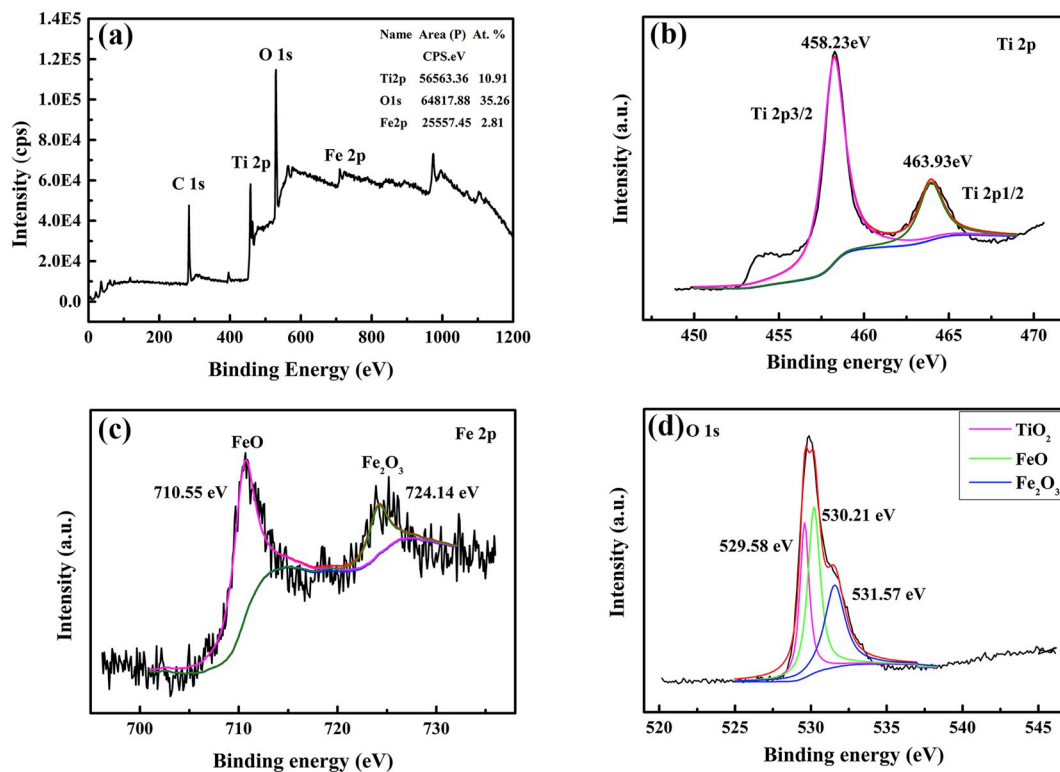 (a)
1.4E5
1.2E5
1.0E5
8.0E4
6.0E4
4.0E4
2.0E4
0.0
Intensity (cps)
O 1s
Ti 2p
Fe 2p
C 1s
Name Area (P) At. %
CPS.eV
Ti2p 56563.36 10.91
O1s 64817.88 35.26
Fe2p 25557.45 2.81
0 200 400 600 800 1000 1200
Binding Energy (eV)
(b)
458.23eV
Ti 2p
Ti 2p3/2
463.93eV
Ti 2p1/2
Intensity (a.u.)
450 455 460 465 470
Binding energy (eV)
(c)
FeO
Fe 2p
Fe₂O₃
710.55 eV
724.14 eV
Intensity (a.u.)
700 710 720 730
Binding energy (eV)
(d) O 1s
TiO₂
FeO
Fe₂O₃
530.21 eV
529.58 eV
531.57 eV
Intensity (a.u.)
520 525 530 535 540 545
Binding energy (eV)